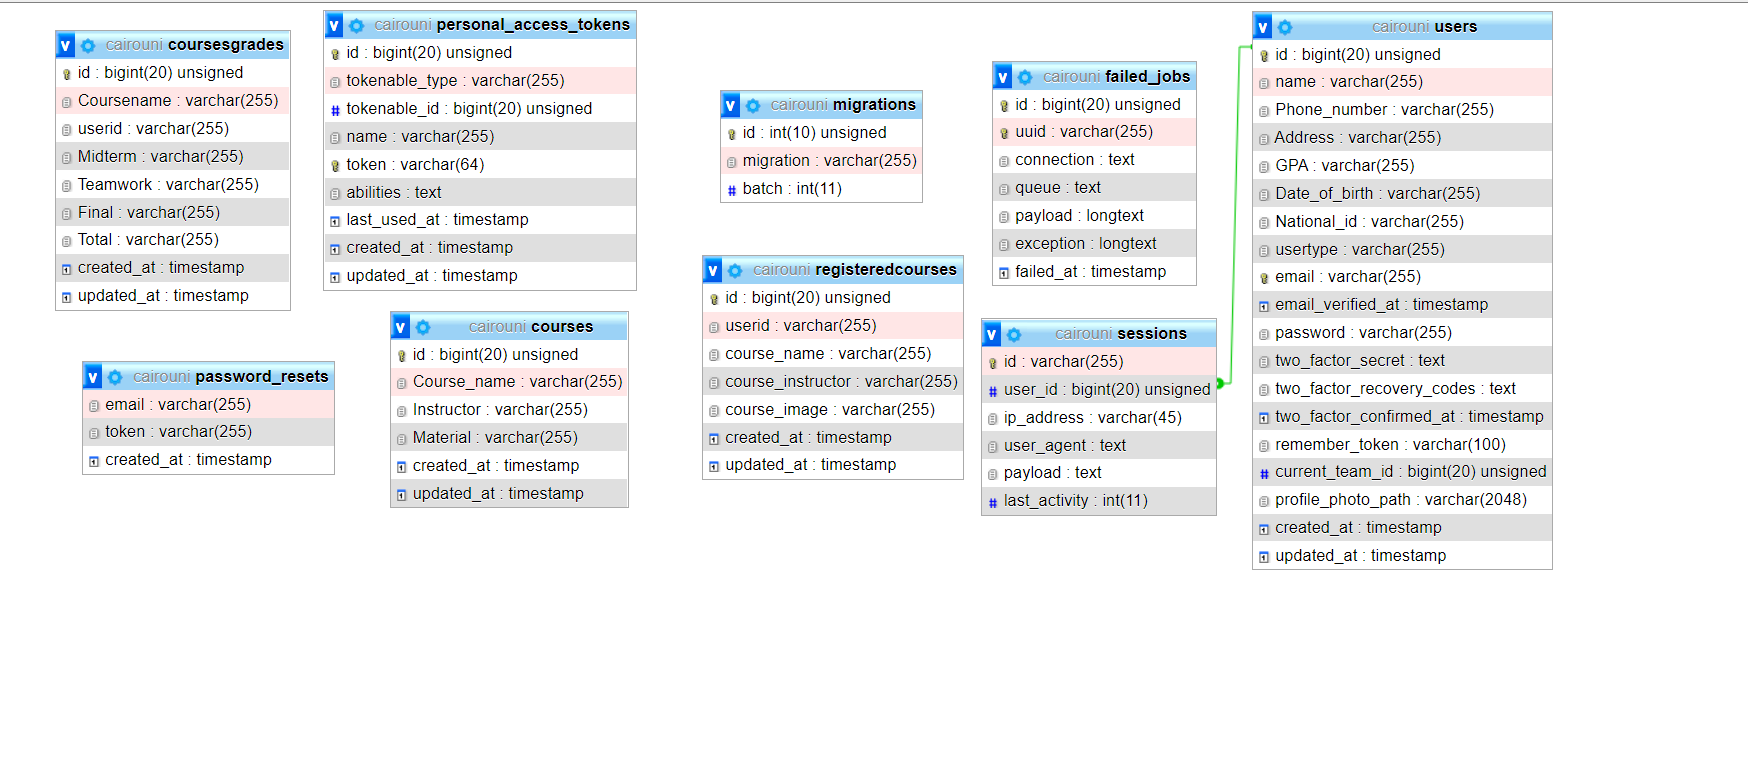 v cairouni coursesgrades
id : bigint(20) unsigned
Coursename : varchar(255)
userid : varchar(255)
Midterm : varchar(255)
Teamwork : varchar(255)
Final : varchar(255)
Total : varchar(255)
created_at : timestamp
updated_at : timestamp
v cairouni personal_access_tokens
id : bigint(20) unsigned
tokenable_type : varchar(255)
# tokenable_id : bigint(20) unsigned
name : varchar(255)
token : varchar(64)
abilities : text
last_used_at : timestamp
created_at : timestamp
updated_at : timestamp
v cairouni password_resets
email : varchar(255)
token : varchar(255)
created_at : timestamp
v cairouni courses
id : bigint(20) unsigned
Course_name : varchar(255)
Instructor : varchar(255)
Material : varchar(255)
created_at : timestamp
updated_at : timestamp
v cairouni migrations
id : int(10) unsigned
migration : varchar(255)
# batch : int(11)
v cairouni registeredcourses
id : bigint(20) unsigned
userid : varchar(255)
course_name : varchar(255)
course_instructor : varchar(255)
course_image : varchar(255)
created_at : timestamp
updated_at : timestamp
v cairouni failed_jobs
id : bigint(20) unsigned
uuid : varchar(255)
connection : text
queue : text
payload : longtext
exception : longtext
failed_at : timestamp
v cairouni sessions
id : varchar(255)
# user_id : bigint(20) unsigned
ip_address : varchar(45)
user_agent : text
payload : text
# last_activity : int(11)
v cairouni users
id : bigint(20) unsigned
name : varchar(255)
Phone_number : varchar(255)
Address : varchar(255)
GPA : varchar(255)
Date_of_birth : varchar(255)
National_id : varchar(255)
usertype : varchar(255)
email : varchar(255)
email_verified_at : timestamp
password : varchar(255)
two_factor_secret : text
two_factor_recovery_codes : text
two_factor_confirmed_at : timestamp
remember_token : varchar(100)
# current_team_id : bigint(20) unsigned
profile_photo_path : varchar(2048)
created_at : timestamp
updated_at : timestamp